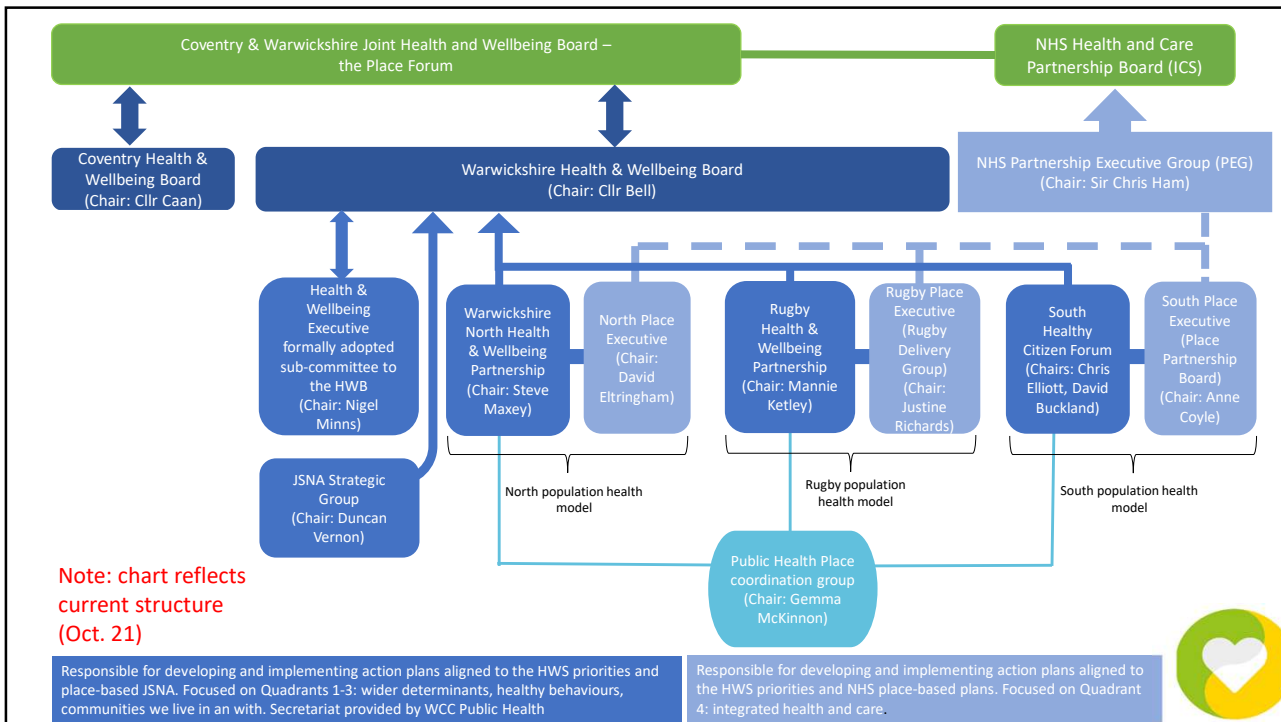 Coventry & Warwickshire Joint Health and Wellbeing Board –
the Place Forum
NHS Health and Care
Partnership Board (ICS)
Coventry Health &
Wellbeing Board
(Chair: Cllr Caan)
Warwickshire Health & Wellbeing Board
(Chair: Cllr Bell)
NHS Partnership Executive Group (PEG)
(Chair: Sir Chris Ham)
Health &
Wellbeing
Executive
formally adopted
sub-committee to
the HWB
(Chair: Nigel
Minns)
Warwickshire
North Health
& Wellbeing
Partnership
(Chair: Steve
Maxey)
North Place
Executive
(Chair:
David
Eltringham)
Rugby
Health &
Wellbeing
Partnership
(Chair: Mannie
Ketley)
Rugby Place
Executive
(Rugby
Delivery
Group)
(Chair:
Justine
Richards)
South
Healthy
Citizen Forum
(Chairs: Chris
Elliott, David
Buckland)
South Place
Executive
(Place
Partnership
Board)
(Chair: Anne
Coyle)
JSNA Strategic
Group
(Chair: Duncan
Vernon)
North population health
model
Rugby population
health model
South population health
model
Public Health Place
coordination group
(Chair: Gemma
McKinnon)
Note: chart reflects
current structure
(Oct. 21)
Responsible for developing and implementing action plans aligned to the HWS priorities and
place-based JSNA. Focused on Quadrants 1-3: wider determinants, healthy behaviours,
communities we live in an with. Secretariat provided by WCC Public Health
Responsible for developing and implementing action plans aligned to
the HWS priorities and NHS place-based plans. Focused on Quadrant
4: integrated health and care.